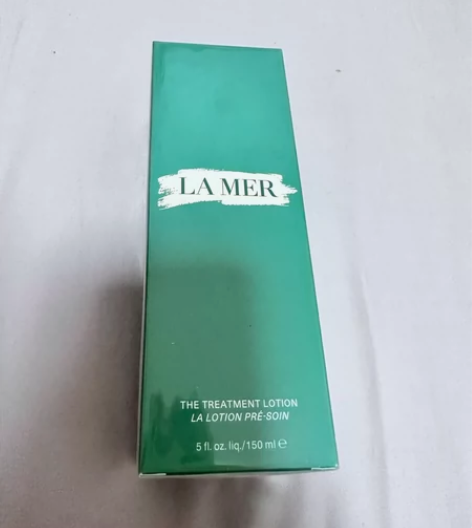 LA MER
THE TREATMENT LOTION
LA LOTION PRÉ-SOIN
5 fl. oz. liq./150 ml ℮